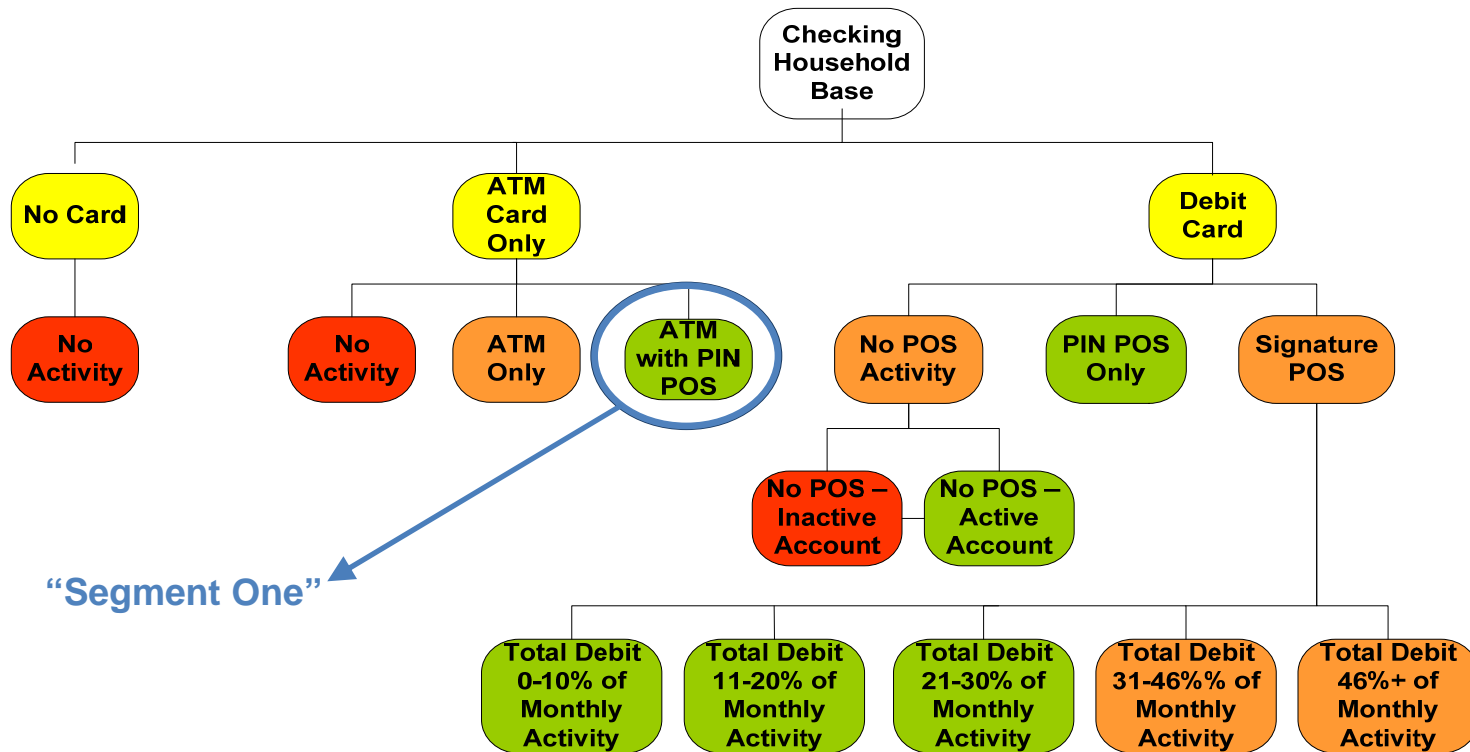 Checking
Household
Base
No Card
ATM
Card
Only
Debit
Card
No
Activity
No
Activity
ATM
Only
ATM
with PIN
POS
No POS
Activity
PIN POS
Only
Signature
POS
No POS –
Inactive
Account
No POS –
Active
Account
“Segment One”
Total Debit
0-10% of
Monthly
Activity
Total Debit
11-20% of
Monthly
Activity
Total Debit
21-30% of
Monthly
Activity
Total Debit
31-46%% of
Monthly
Activity
Total Debit
46%+ of
Monthly
Activity